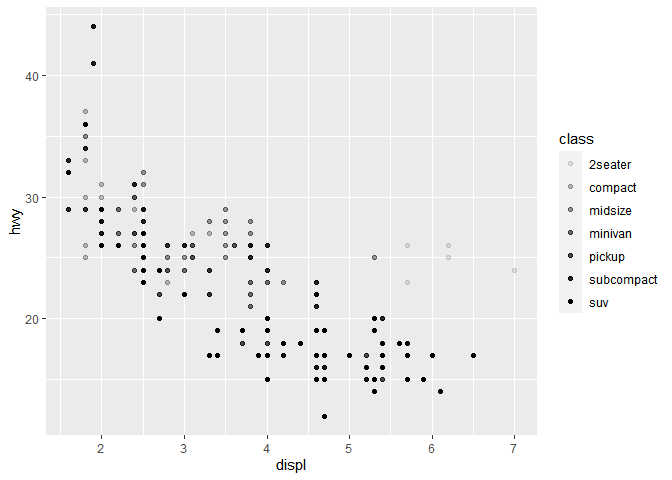 40
30
20
hwy
2 3 4 5 6 7
displ
class
2seater
compact
midsize
minivan
pickup
subcompact
suv